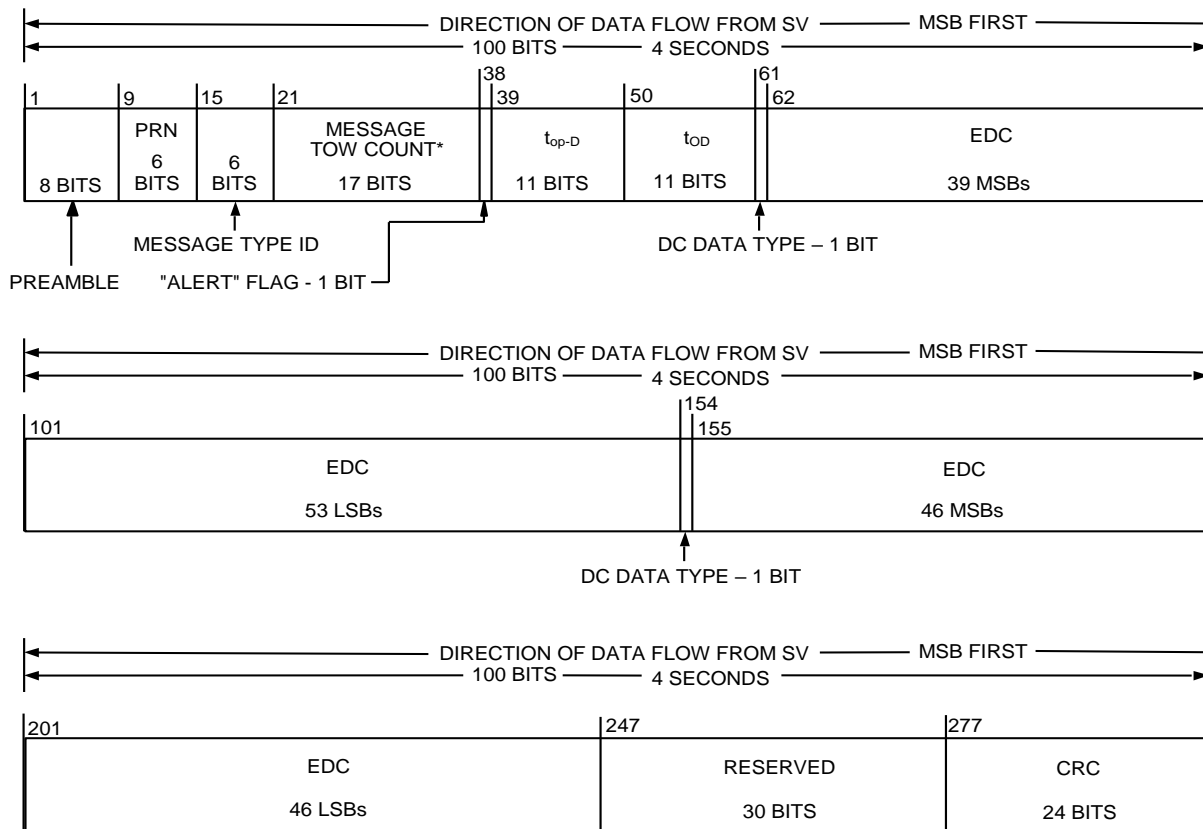 DIRECTION OF DATA FLOW FROM SV MSB FIRST
100 BITS 4 SECONDS
38 61
1 9 15 21 39 50 62
PRN MESSAGE t_op-D t_OD EDC
TOW COUNT*
6 6
8 BITS BITS BITS 17 BITS 11 BITS 11 BITS 39 MSBs
MESSAGE TYPE ID DC DATA TYPE – 1 BIT
PREAMBLE "ALERT" FLAG - 1 BIT
DIRECTION OF DATA FLOW FROM SV MSB FIRST
100 BITS 4 SECONDS
154
101 155
EDC EDC
53 LSBs 46 MSBs
DC DATA TYPE – 1 BIT
DIRECTION OF DATA FLOW FROM SV MSB FIRST
100 BITS 4 SECONDS
201 247 277
EDC RESERVED CRC
46 LSBs 30 BITS 24 BITS